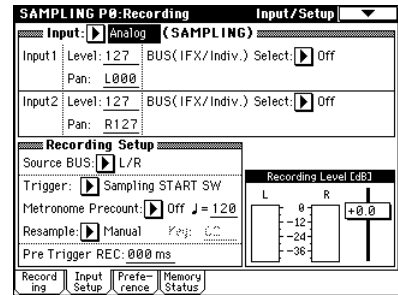 SAMPLING P0:Recording Input/Setup
Input: Analog (SAMPLING)
Input1 Level: 127 BUS(IFX/Indiv.) Select: Off
Pan: L000
Input2 Level: 127 BUS(IFX/Indiv.) Select: Off
Pan: R127
Recording Setup
Source BUS: L/R
Trigger: Sampling START SW
Metronome Precount: Off ♩= 120
Resample: Manual Key:
Pre Trigger REC: 000 ms
Recording Level [dB]
L R
0
-12
-24
-36
+0.0
Record ing Input Setup Prefe- rence Memory Status